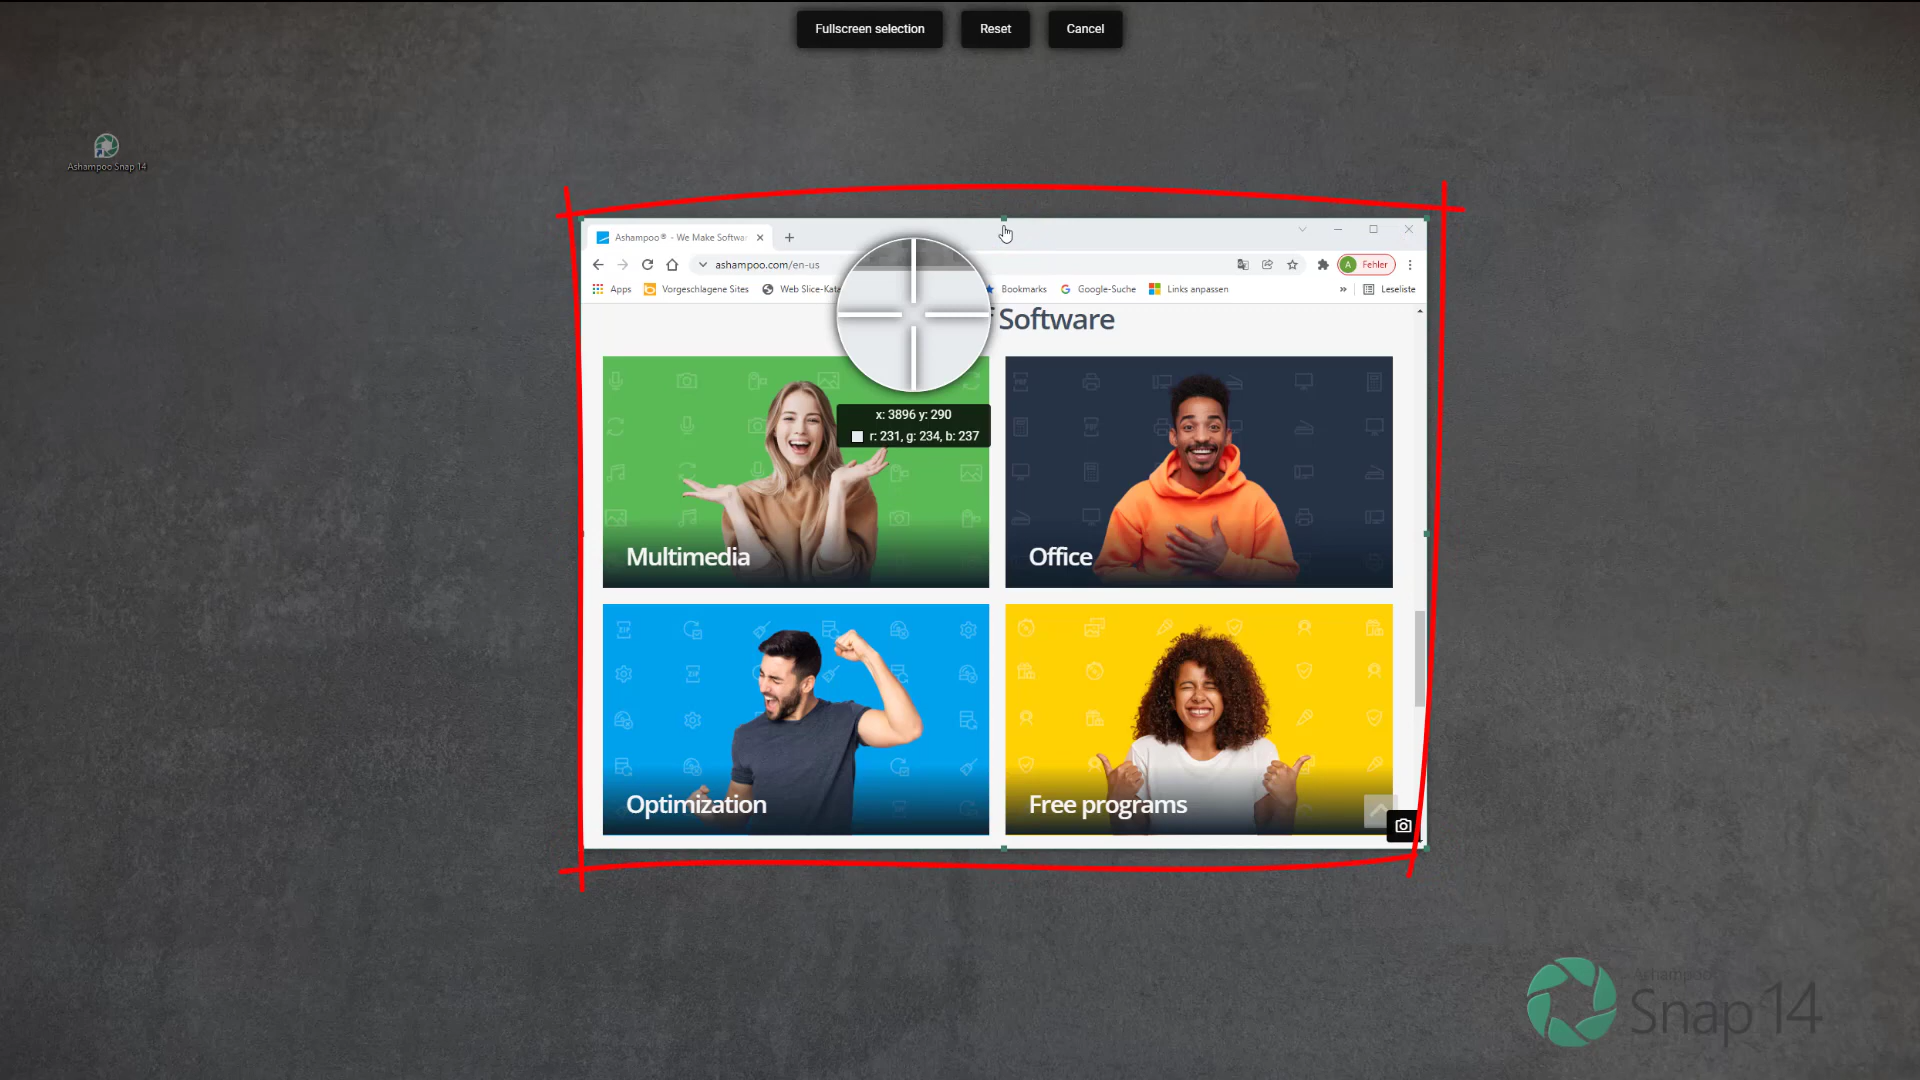 Fullscreen selection Reset Cancel
Ashampoo Snap 14
Ashampoo® - We Make Softwar
ashampoo.com/en-us
A Fehler
Apps Vorgeschlagene Sites Web Slice-Kata Bookmarks Google-Suche Links anpassen » Leseliste
Software
x: 3896 y: 290
r: 231, g: 234, b: 237
Multimedia
Office
Optimization
Free programs
Ashampoo
Snap 14